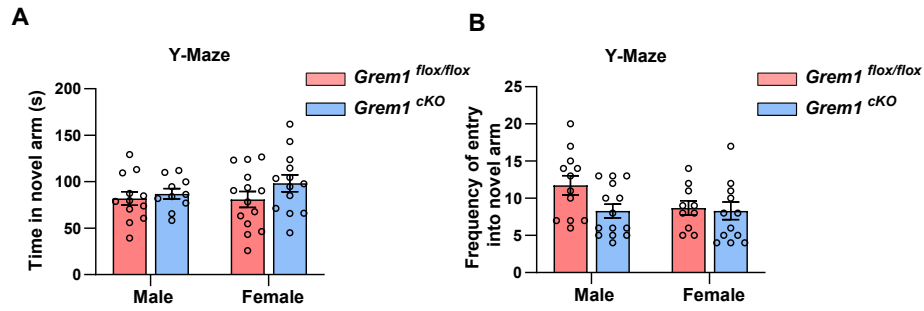 A
Y-Maze
Grem1 flox/flox
Grem1 cKO
Time in novel arm (s)
200
150
100
50
0
Male
Female
B
Y-Maze
Grem1 flox/flox
Grem1 cKO
Frequency of entry
into novel arm
25
20
15
10
5
0
Male
Female